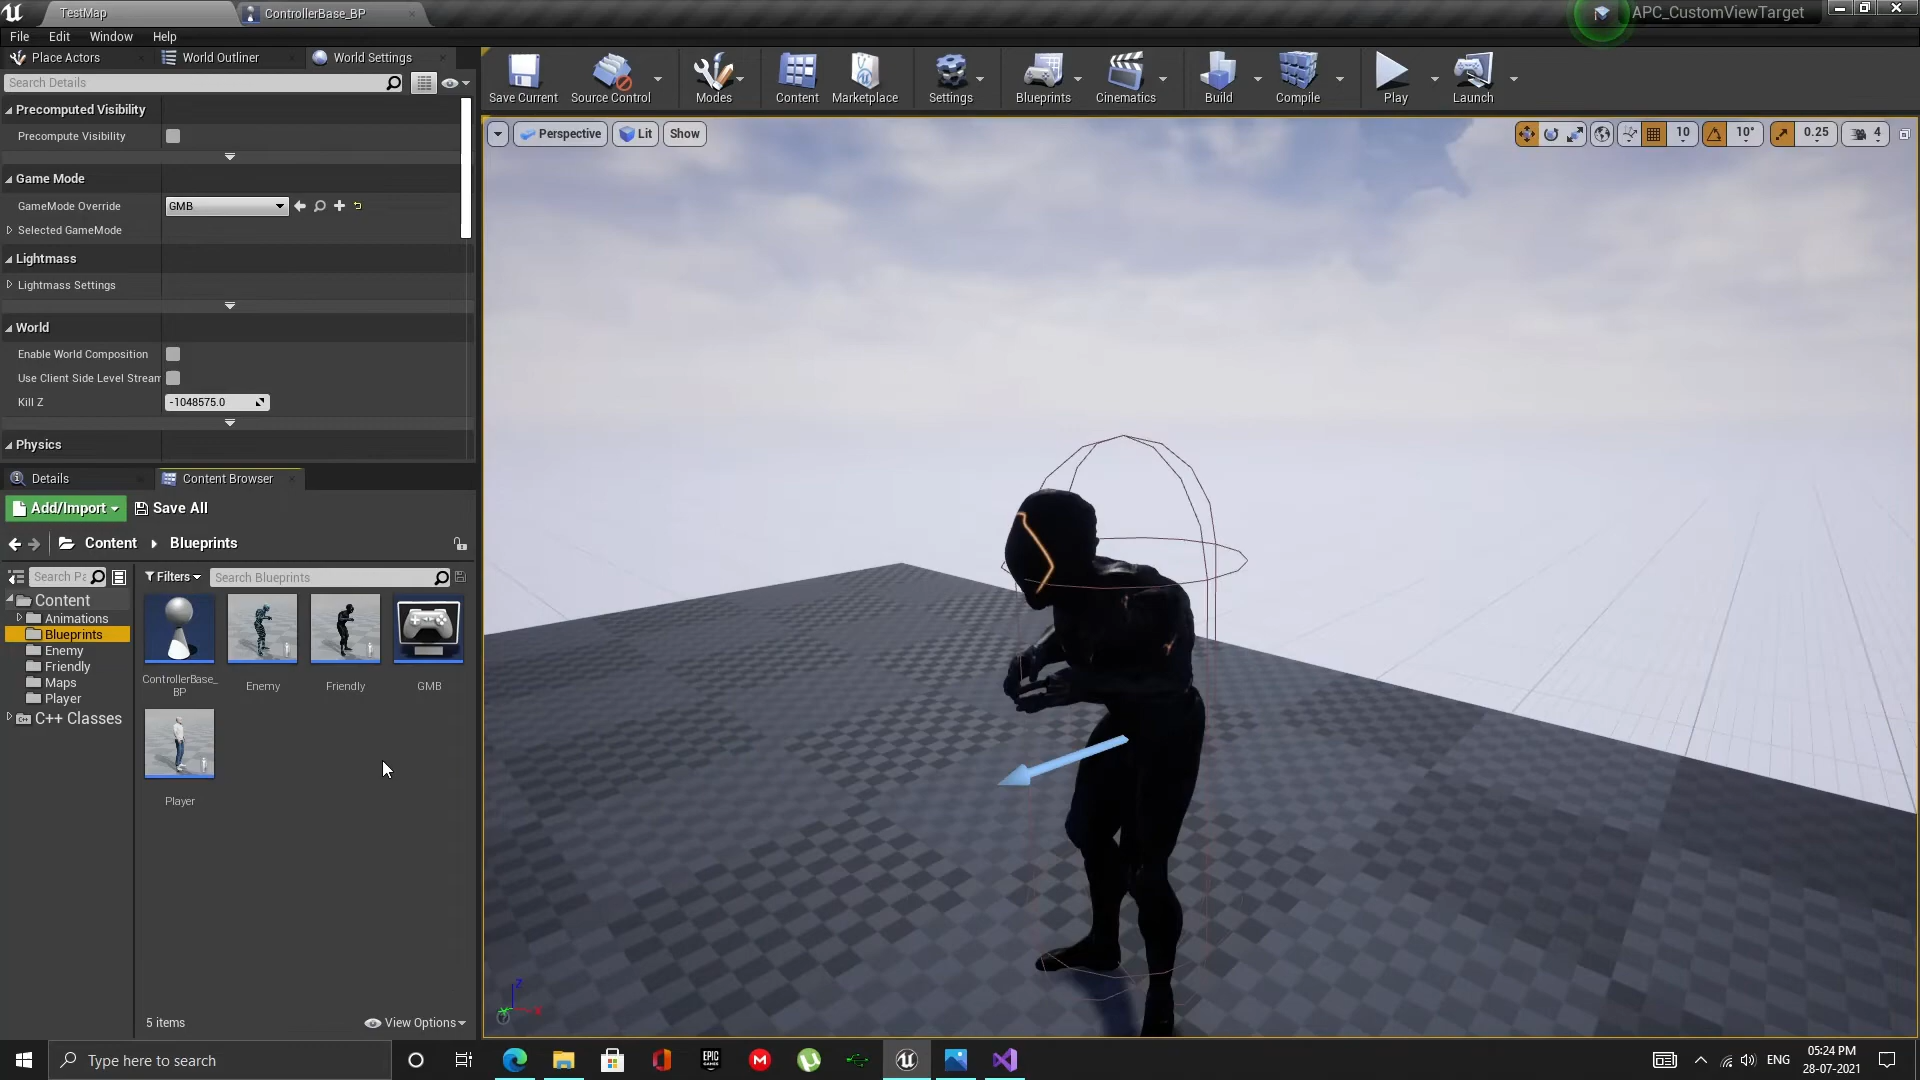 TestMap
ControllerBase_BP
APC_CustomViewTarget
File Edit Window Help
Place Actors
World Outliner
World Settings
Search Details
Save Current
Source Control
Modes
Content
Marketplace
Settings
Blueprints
Cinematics
Build
Compile
Play
Launch
Precomputed Visibility
Precompute Visibility
Game Mode
GameMode Override
GMB
Selected GameMode
Lightmass
Lightmass Settings
World
Enable World Composition
Use Client Side Level Stream
Kill Z
-1048575.0
Physics
Perspective
Lit
Show
10
10°
0.25
4
Details
Content Browser
Add/Import
Save All
Content
Blueprints
Search Pa
Filters
Search Blueprints
Content
Animations
Blueprints
Enemy
Friendly
Maps
Player
C++ Classes
ControllerBase_
BP
Enemy
Friendly
GMB
Player
5 items
View Options
Z
X
Type here to search
EPIC
GAMES
ENG
05:24 PM
28-07-2021